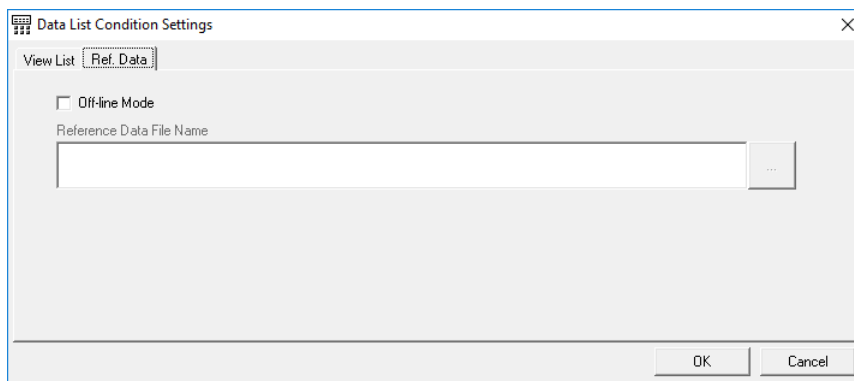 Data List Condition Settings
View List Ref. Data
Off-line Mode
Reference Data File Name
...
OK Cancel